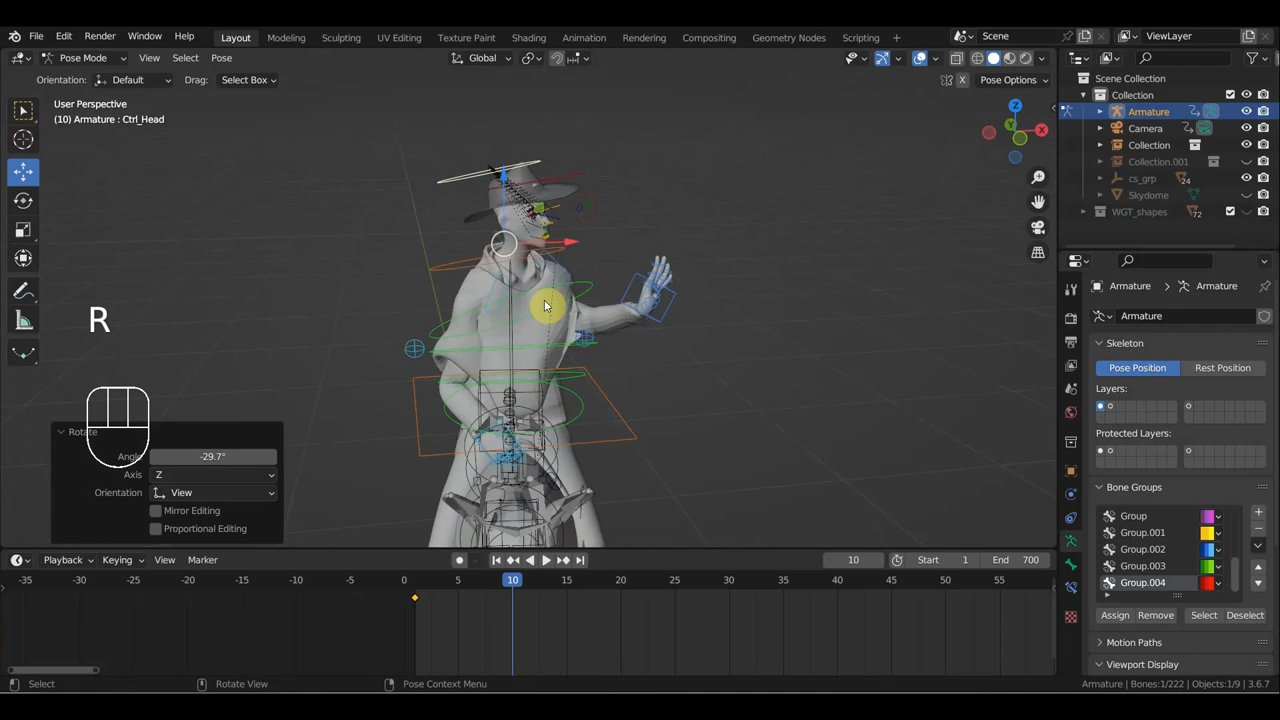 File Edit Render Window Help Layout Modeling Sculpting UV Editing Texture Paint Shading Animation Rendering Compositing Geometry Nodes Scripting Scene ViewLayer
Pose Mode View Select Pose Global
Orientation: Default Drag: Select Box X Pose Options
Scene Collection
Collection
Armature
Camera
Collection
Collection.001
cs_grp 24
Skydome
WGT_shapes 72
User Perspective
(10) Armature : Ctrl_Head
Z
Y
X
R
Rotate
Angle -29.7°
Axis Z
Orientation View
Mirror Editing
Proportional Editing
Armature Armature
Armature
Skeleton
Pose Position Rest Position
Layers:
Protected Layers:
Bone Groups
Group
Group.001
Group.002
Group.003
Group.004
Assign Remove Select Deselect
Motion Paths
Viewport Display
Playback Keying View Marker 10 Start 1 End 700
-35 -30 -25 -20 -15 -10 -5 0 5 10 15 20 25 30 35 40 45 50 55
Select Rotate View Pose Context Menu Armature | Bones:1/222 | Objects:1/9 | 3.6.7